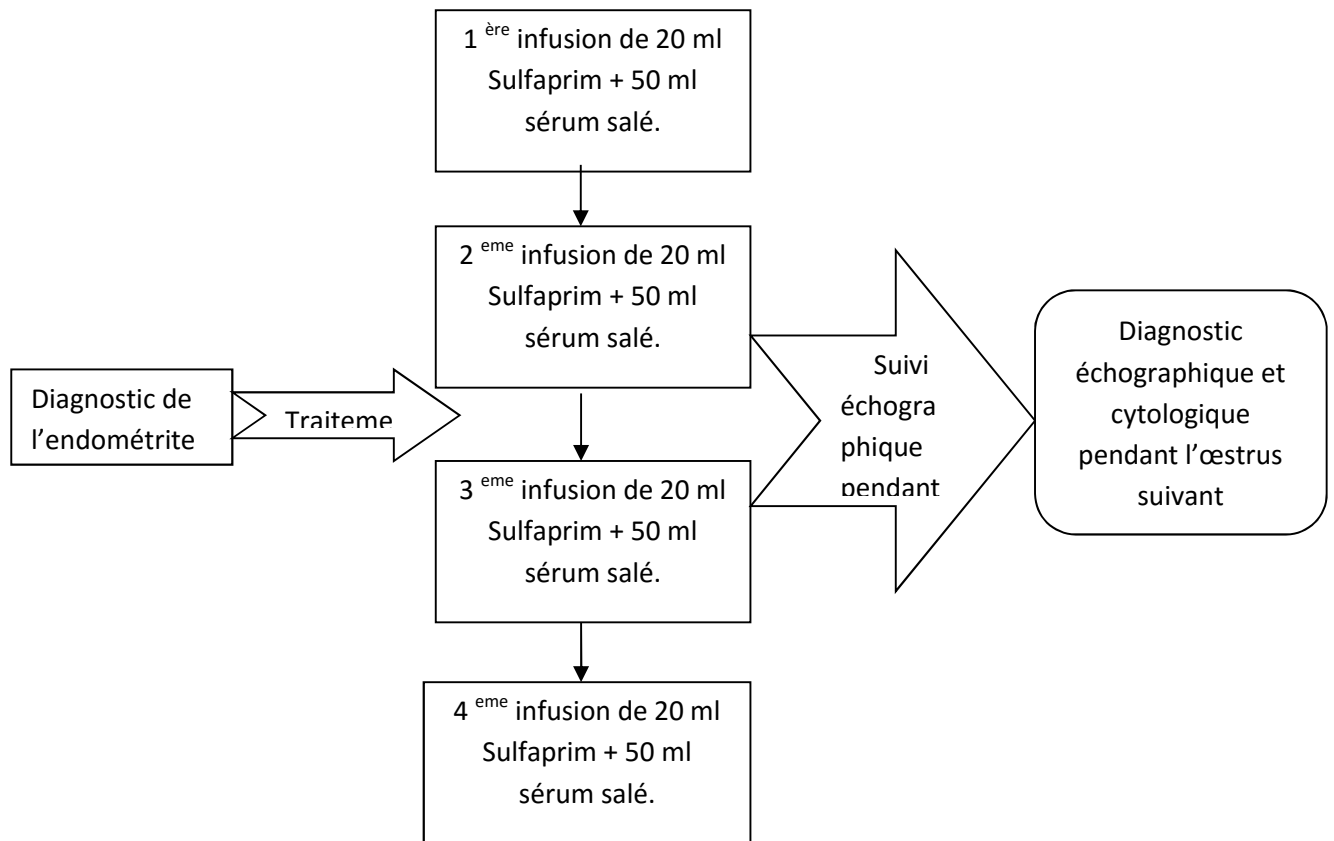 1 ère infusion de 20 ml
Sulfaprim + 50 ml
sérum salé.
2 eme infusion de 20 ml
Sulfaprim + 50 ml
sérum salé.
Diagnostic de
l’endométrite
Traiteme
3 eme infusion de 20 ml
Sulfaprim + 50 ml
sérum salé.
4 eme infusion de 20 ml
Sulfaprim + 50 ml
sérum salé.
Suivi
échogra
phique
pendant
Diagnostic
échographique et
cytologique
pendant l’œstrus
suivant